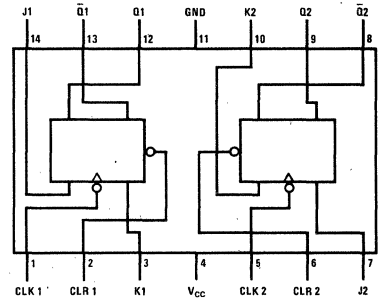 J1 Q̅1 Q1 GND K2 Q2 Q̅2
14 13 12 11 10 9 8
1 2 3 4 5 6 7
CLK 1 CLR 1 K1 VCC CLK 2 CLR 2 J2